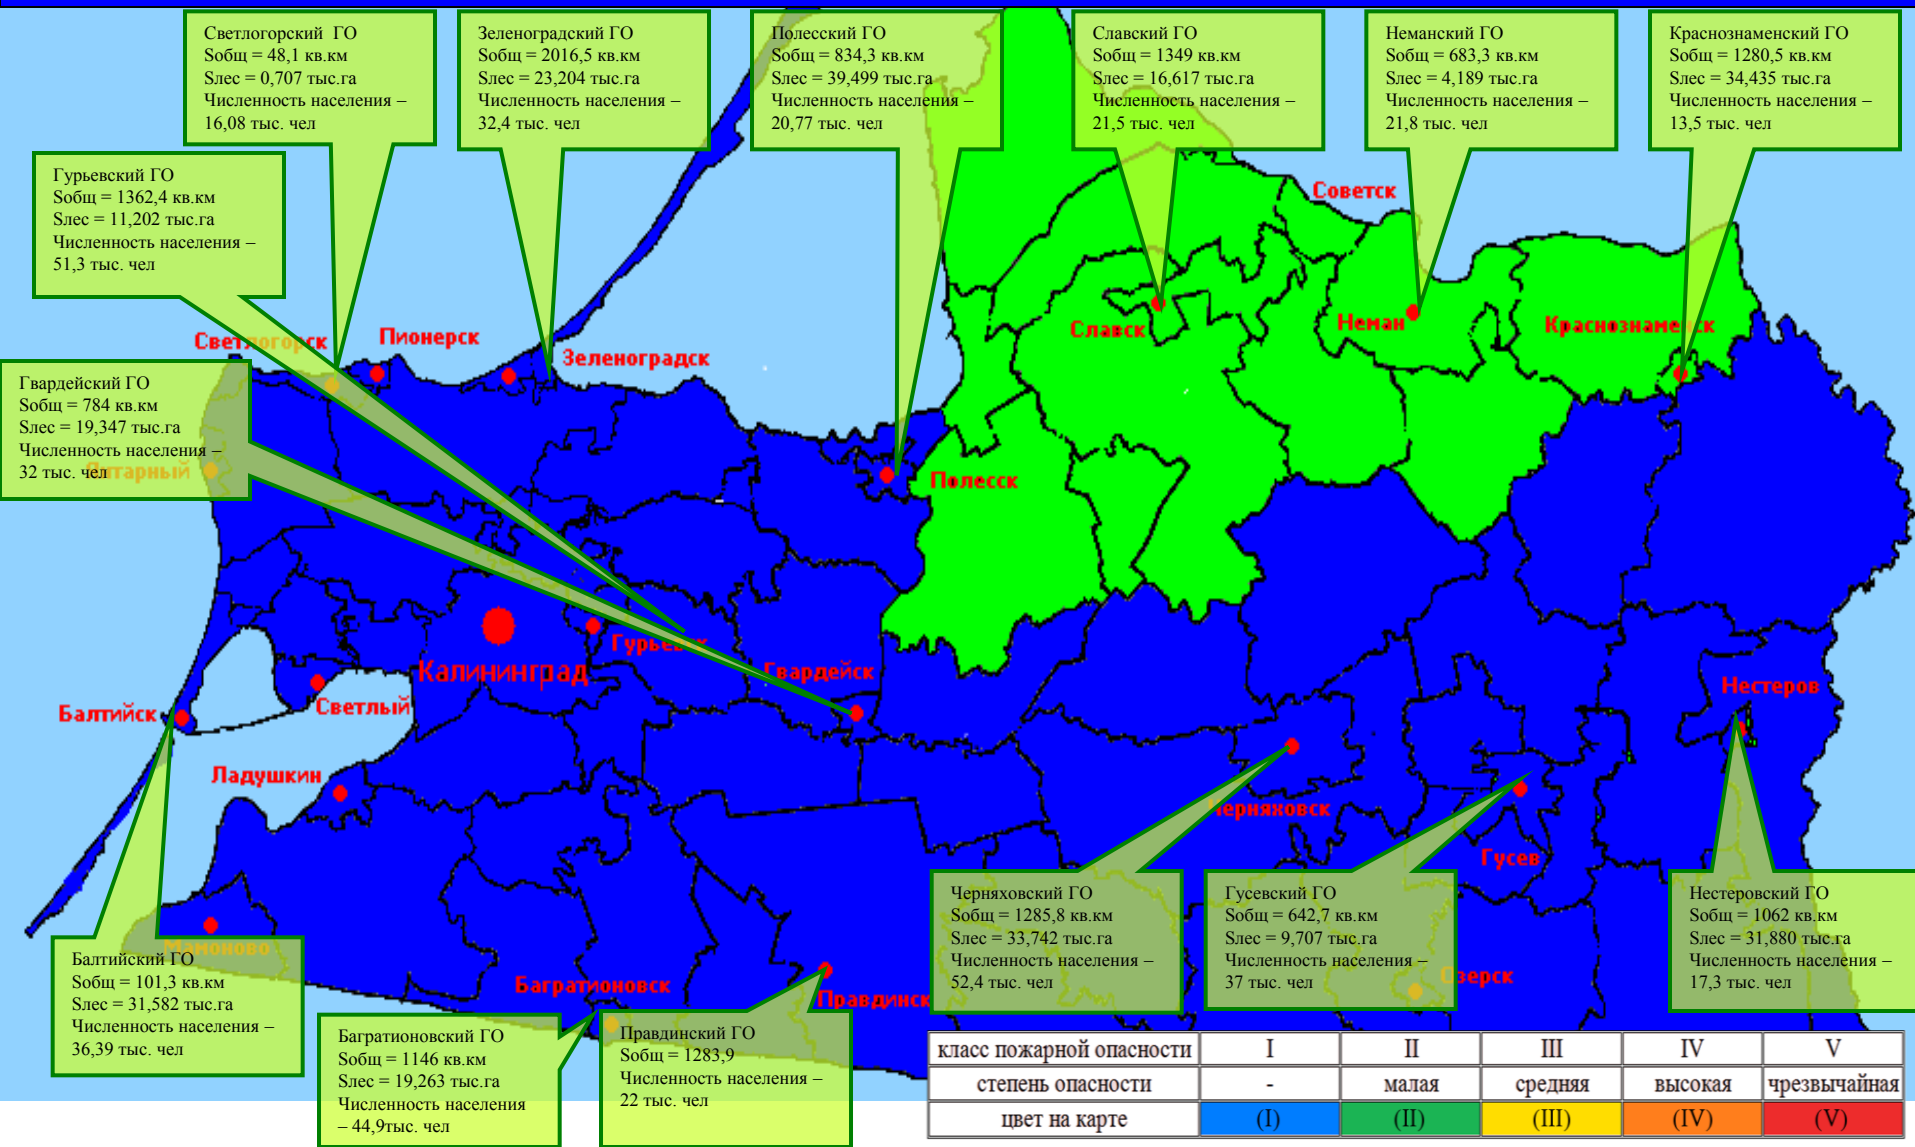 Светлогорский ГО
Sобщ = 48,1 кв.км
Sлес = 0,707 тыс.га
Численность населения –
16,08 тыс. чел
Зеленоградский ГО
Sобщ = 2016,5 кв.км
Sлес = 23,204 тыс.га
Численность населения –
32,4 тыс. чел
Полесский ГО
Sобщ = 834,3 кв.км
Sлес = 39,499 тыс.га
Численность населения –
20,77 тыс. чел
Славский ГО
Sобщ = 1349 кв.км
Sлес = 16,617 тыс.га
Численность населения –
21,5 тыс. чел
Неманский ГО
Sобщ = 683,3 кв.км
Sлес = 4,189 тыс.га
Численность населения –
21,8 тыс. чел
Краснознаменский ГО
Sобщ = 1280,5 кв.км
Sлес = 34,435 тыс.га
Численность населения –
13,5 тыс. чел
Гурьевский ГО
Sобщ = 1362,4 кв.км
Sлес = 11,202 тыс.га
Численность населения –
51,3 тыс. чел
Советск
Светлогорск
Пионерск
Зеленоградск
Славск
Неман
Краснознаменск
Гвардейский ГО
Sобщ = 784 кв.км
Sлес = 19,347 тыс.га
Численность населения –
32 тыс. чел
Янтарный
Полесск
Гурьевск
Калининград
Гвардейск
Нестеров
Балтийск
Светлый
Ладушкин
Черняховск
Гусев
Мамоново
Багратионовск
Правдинск
Озерск
Черняховский ГО
Sобщ = 1285,8 кв.км
Sлес = 33,742 тыс.га
Численность населения –
52,4 тыс. чел
Гусевский ГО
Sобщ = 642,7 кв.км
Sлес = 9,707 тыс.га
Численность населения –
37 тыс. чел
Нестеровский ГО
Sобщ = 1062 кв.км
Sлес = 31,880 тыс.га
Численность населения –
17,3 тыс. чел
Балтийский ГО
Sобщ = 101,3 кв.км
Sлес = 31,582 тыс.га
Численность населения –
36,39 тыс. чел
Багратионовский ГО
Sобщ = 1146 кв.км
Sлес = 19,263 тыс.га
Численность населения
– 44,9тыс. чел
Правдинский ГО
Sобщ = 1283,9
Численность населения –
22 тыс. чел
класс пожарной опасности I II III IV V
степень опасности - малая средняя высокая чрезвычайная
цвет на карте (I) (II) (III) (IV) (V)